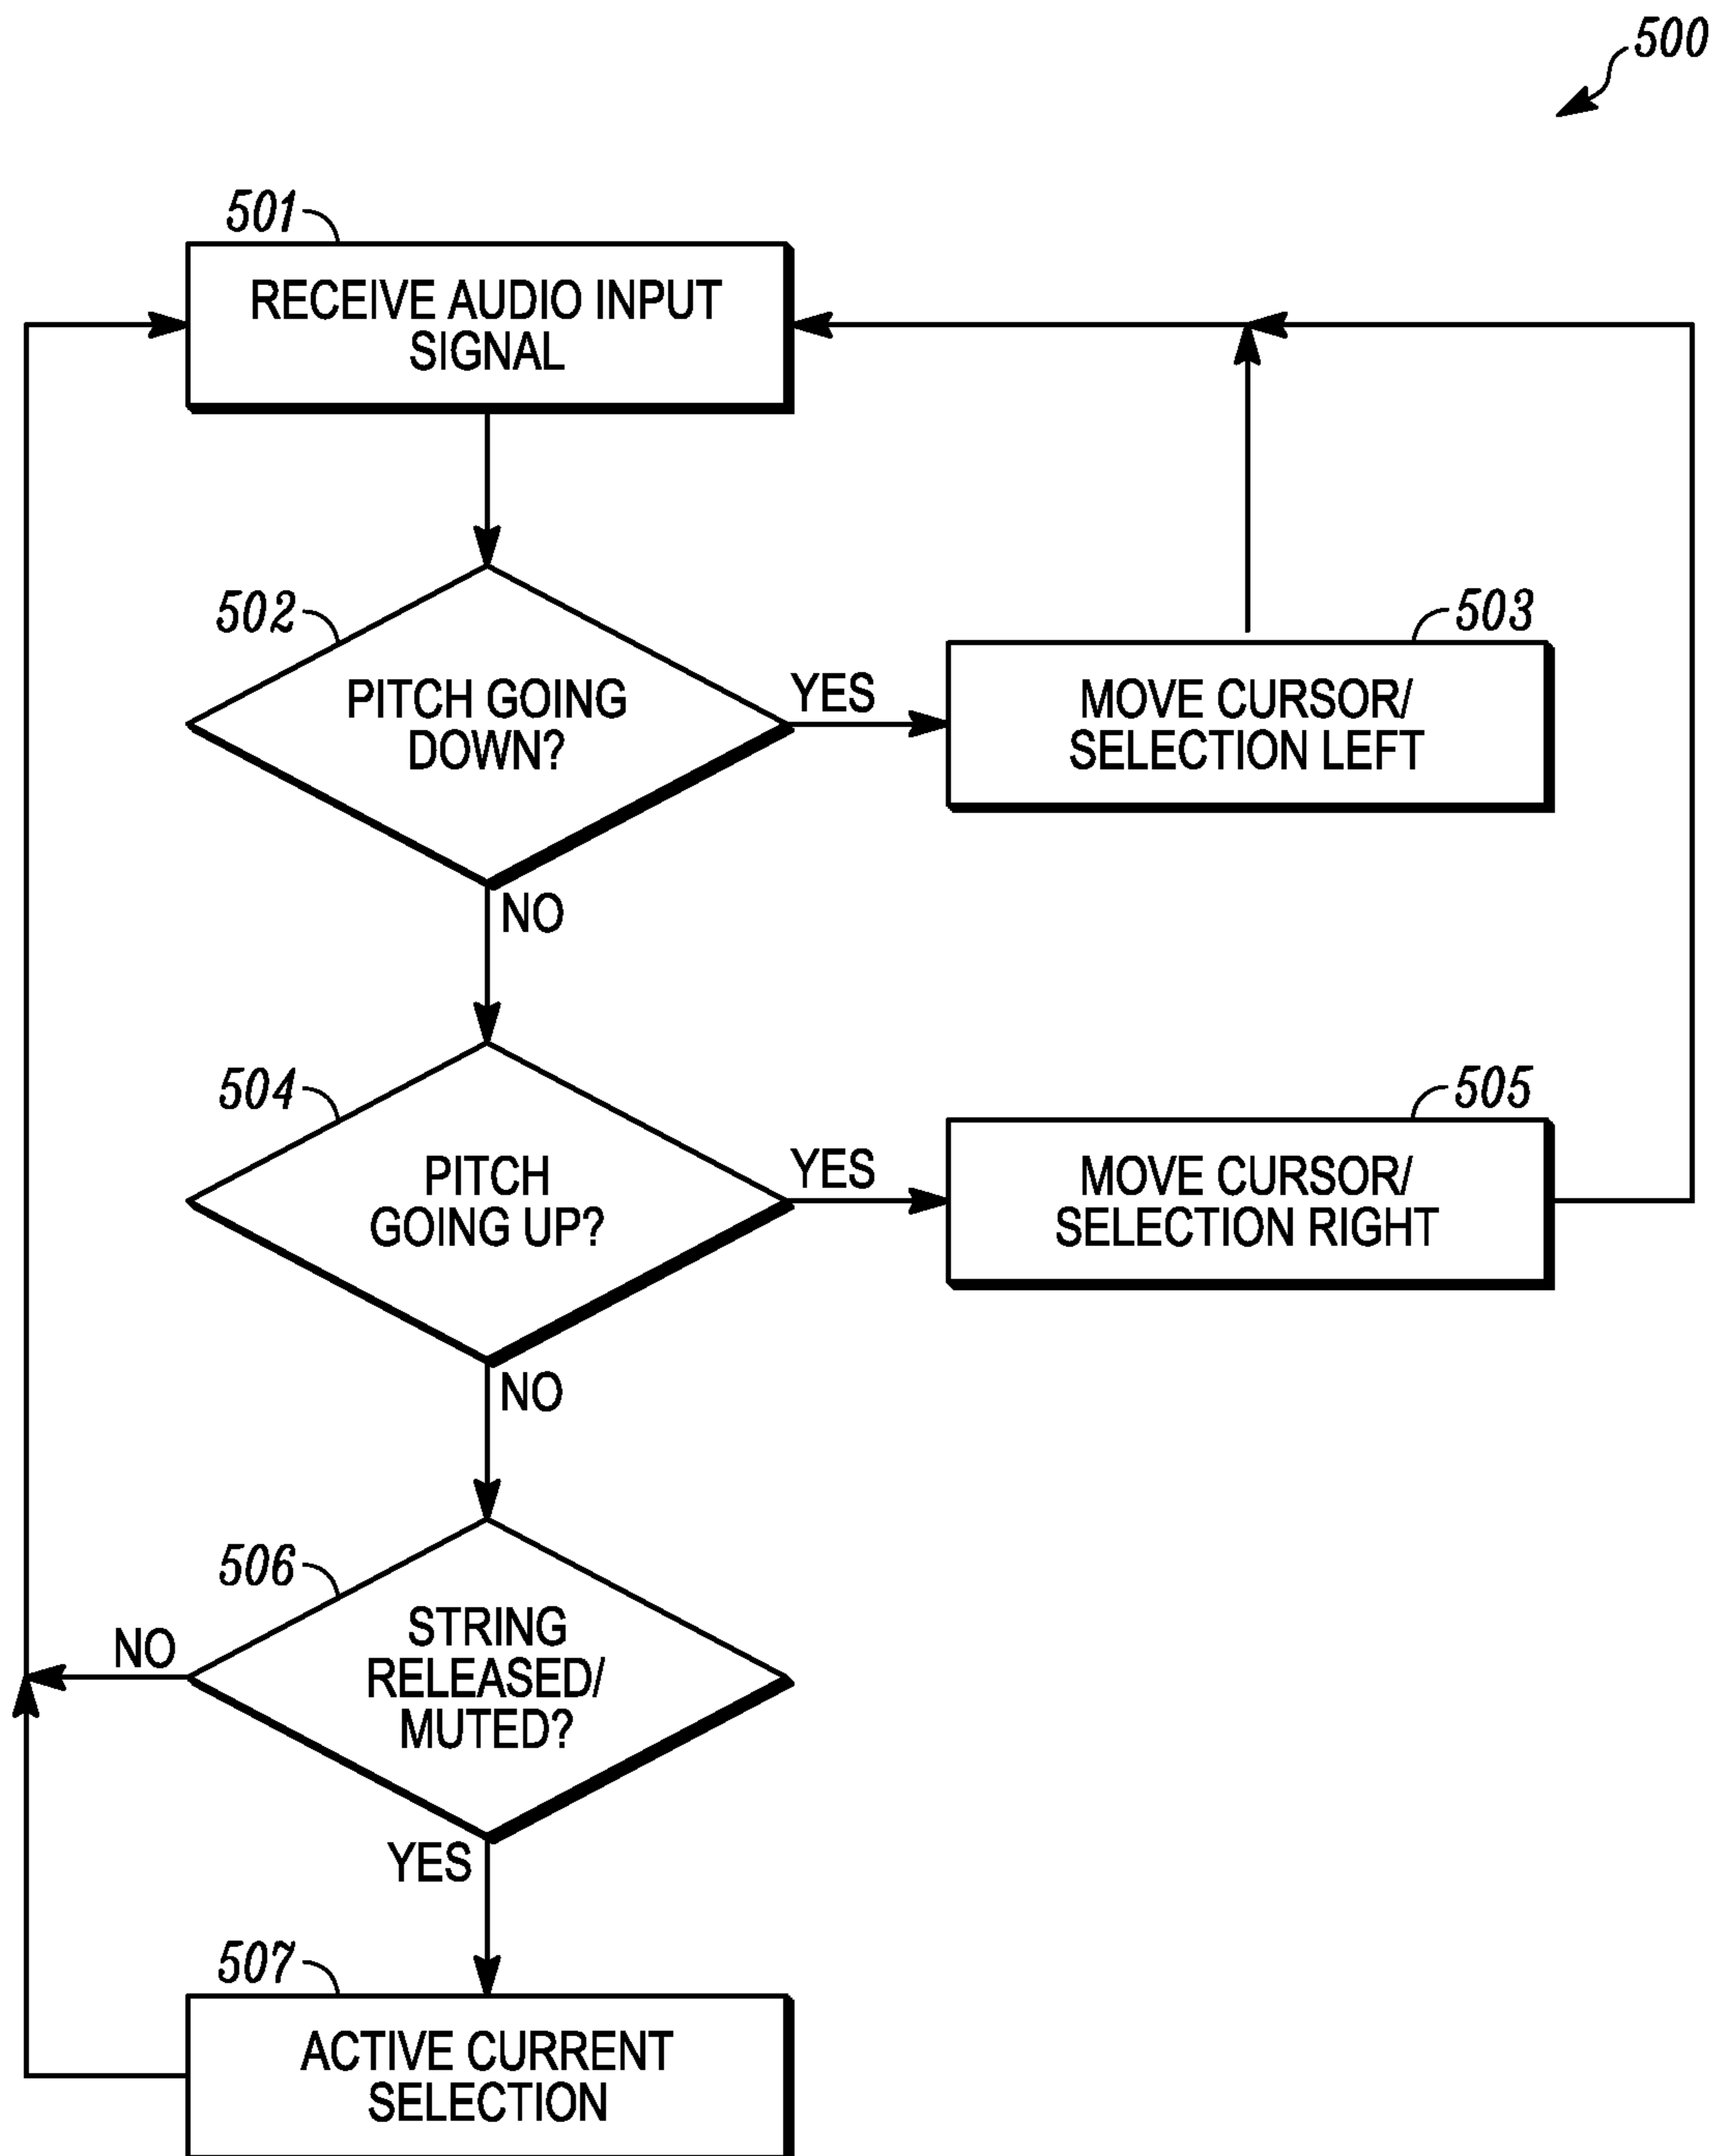 500
501
RECEIVE AUDIO INPUT
SIGNAL
502
PITCH GOING
DOWN?
YES
503
MOVE CURSOR/
SELECTION LEFT
NO
504
PITCH
GOING UP?
YES
505
MOVE CURSOR/
SELECTION RIGHT
NO
506
STRING
RELEASED/
MUTED?
NO
YES
507
ACTIVE CURRENT
SELECTION